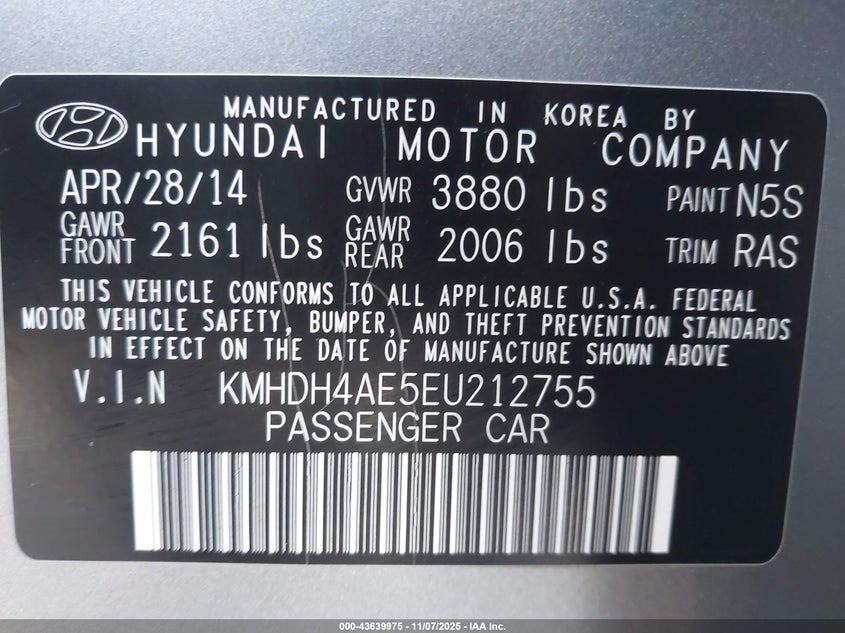 MANUFACTURED IN KOREA BY
HYUNDAI MOTOR COMPANY
APR/28/14 GVWR 3880 lbs PAINT N5S
GAWR FRONT 2161 lbs GAWR REAR 2006 lbs TRIM RAS
THIS VEHICLE CONFORMS TO ALL APPLICABLE U.S.A. FEDERAL
MOTOR VEHICLE SAFETY, BUMPER, AND THEFT PREVENTION STANDARDS
IN EFFECT ON THE DATE OF MANUFACTURE SHOWN ABOVE
V.I.N KMHDH4AE5EU212755
PASSENGER CAR
000-43639975 - 11/07/2025 - IAA Inc.